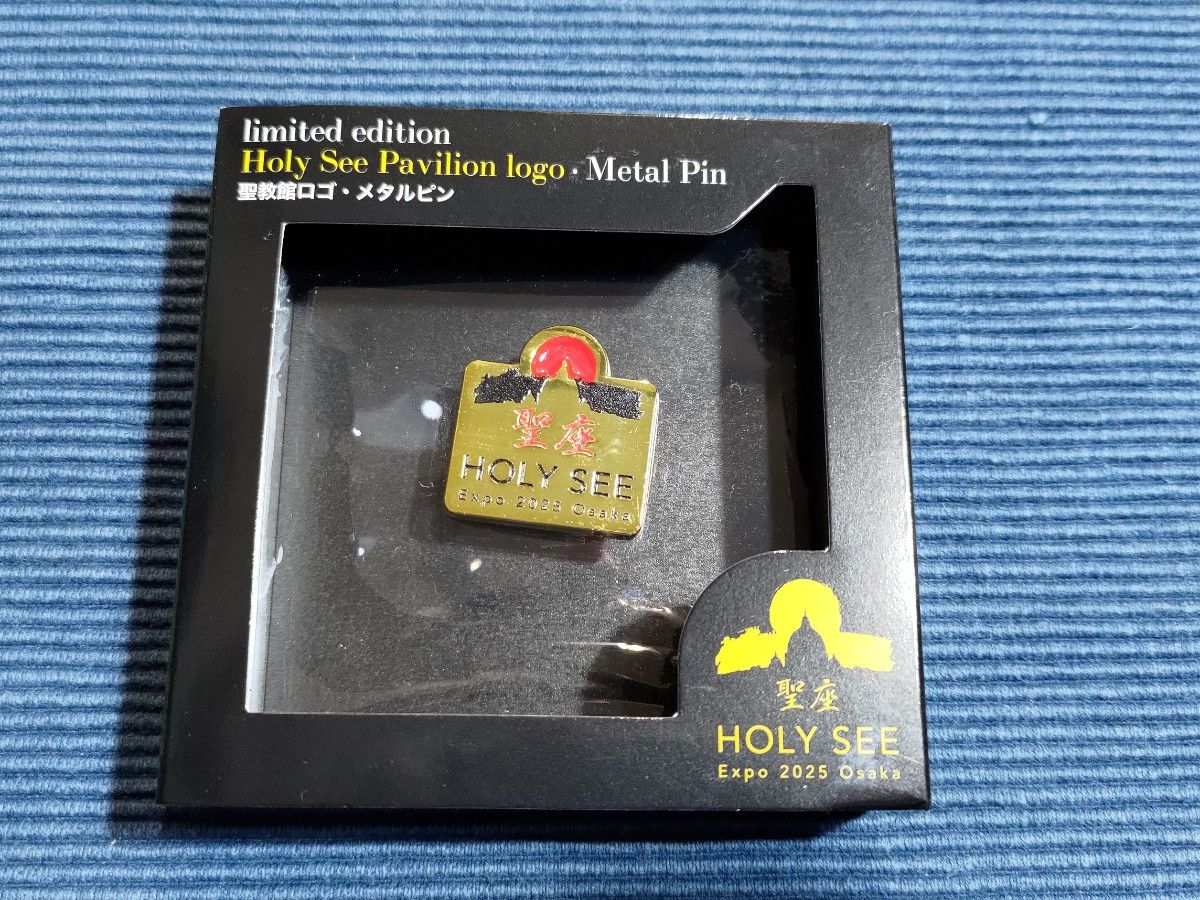 limited edition
Holy See Pavilion logo · Metal Pin
聖教館ロゴ・メタルピン
聖座
HOLY SEE
Expo 2025 Osaka
聖座
HOLY SEE
Expo 2025 Osaka